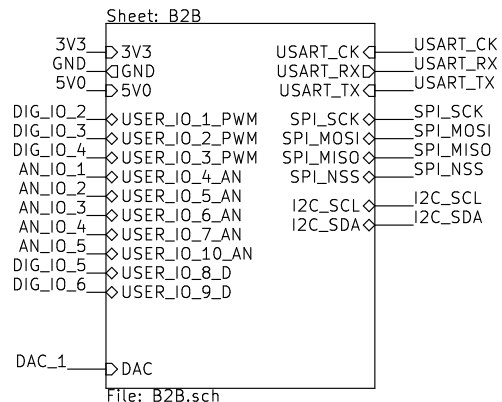 Sheet: B2B
3V3 3V3 USART_CK USART_CK
GND GND USART_RX USART_RX
5V0 5V0 USART_TX USART_TX
DIG_IO_2 USER_IO_1_PWM SPI_SCK SPI_SCK
DIG_IO_3 USER_IO_2_PWM SPI_MOSI SPI_MOSI
DIG_IO_4 USER_IO_3_PWM SPI_MISO SPI_MISO
AN_IO_1 USER_IO_4_AN SPI_NSS SPI_NSS
AN_IO_2 USER_IO_5_AN I2C_SCL I2C_SCL
AN_IO_3 USER_IO_6_AN I2C_SDA I2C_SDA
AN_IO_4 USER_IO_7_AN
AN_IO_5 USER_IO_10_AN
DIG_IO_5 USER_IO_8_D
DIG_IO_6 USER_IO_9_D
DAC_1 DAC
File: B2B.sch